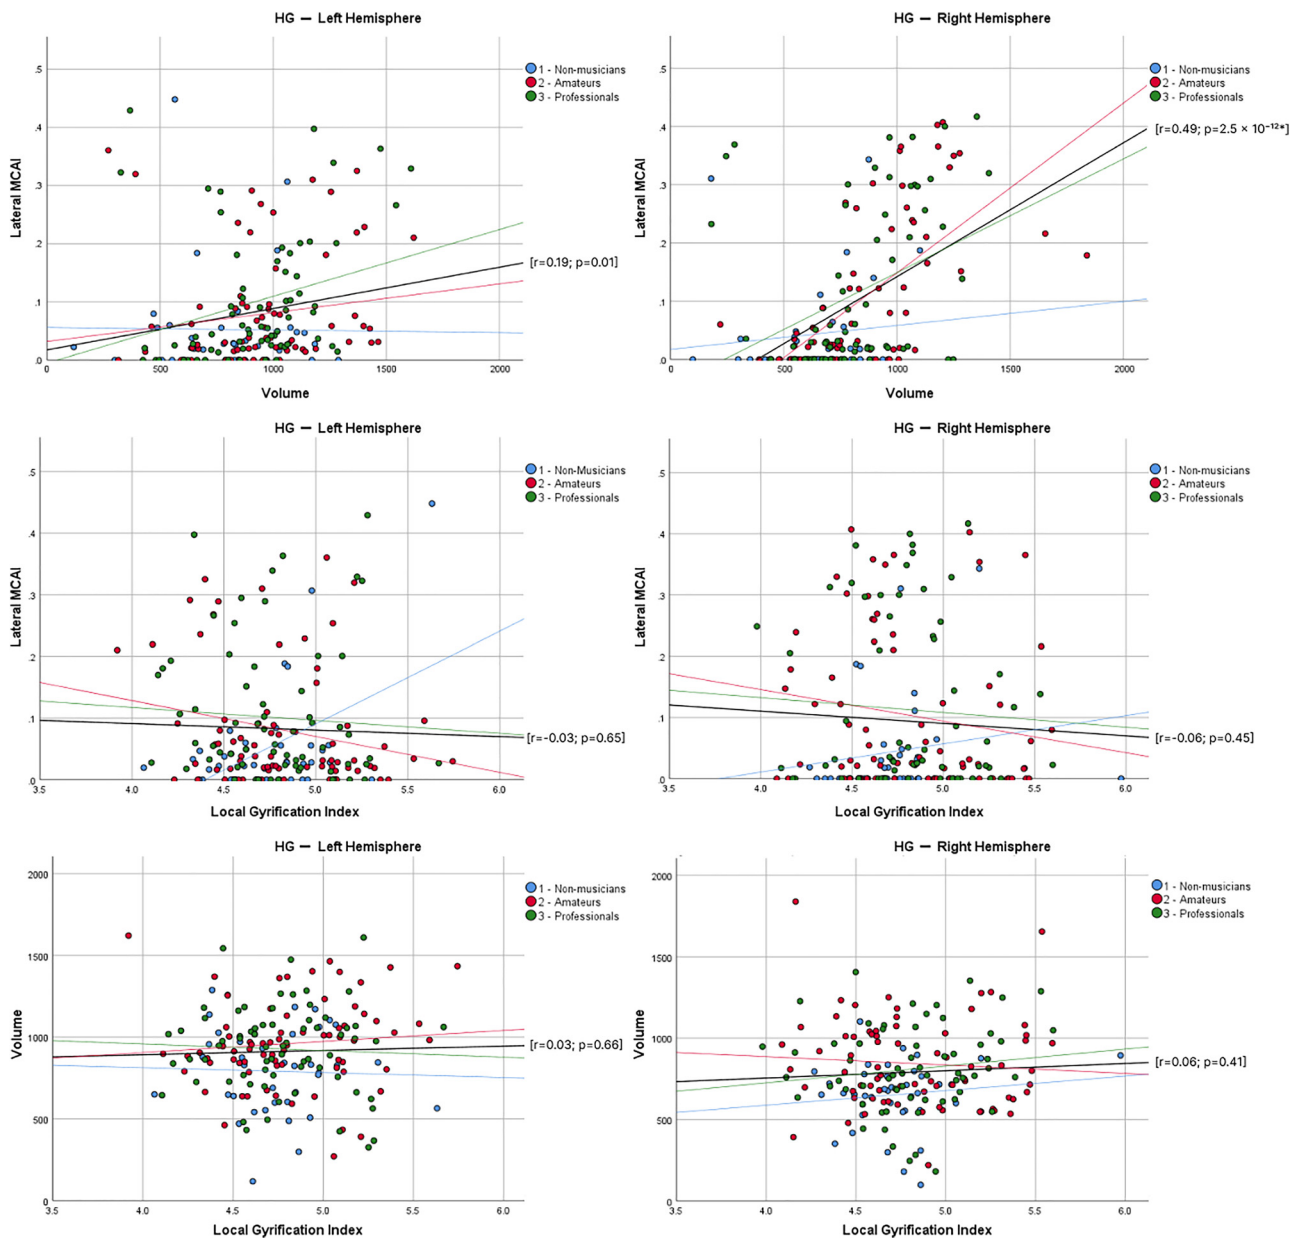 HG — Left Hemisphere
Lateral MCAI
.5
.4
.3
.2
.1
.0
0
500
1000
1500
2000
Volume
1 - Non-musicians
2 - Amateurs
3 - Professionals
[r=0.19; p=0.01]
HG — Right Hemisphere
Lateral MCAI
.5
.4
.3
.2
.1
.0
0
500
1000
1500
2000
Volume
1 - Non-musicians
2 - Amateurs
3 - Professionals
[r=0.49; p=2.5 × 10⁻¹²*]
HG — Left Hemisphere
Lateral MCAI
.5
.4
.3
.2
.1
.0
3.5
4.0
4.5
5.0
5.5
6.0
Local Gyrification Index
1 - Non-Musicians
2 - Amateurs
3 - Professionals
[r=-0.03; p=0.65]
HG — Right Hemisphere
Lateral MCAI
.5
.4
.3
.2
.1
.0
3.5
4.0
4.5
5.0
5.5
6.0
Local Gyrification Index
1 - Non-musicians
2 - Amateurs
3 - Professionals
[r=-0.06; p=0.45]
HG — Left Hemisphere
Volume
2000
1500
1000
500
0
3.5
4.0
4.5
5.0
5.5
6.0
Local Gyrification Index
1 - Non-musicians
2 - Amateurs
3 - Professionals
[r=0.03; p=0.66]
HG — Right Hemisphere
Volume
2000
1500
1000
500
0
3.5
4.0
4.5
5.0
5.5
6.0
Local Gyrification Index
1 - Non-musicians
2 - Amateurs
3 - Professionals
[r=0.06; p=0.41]